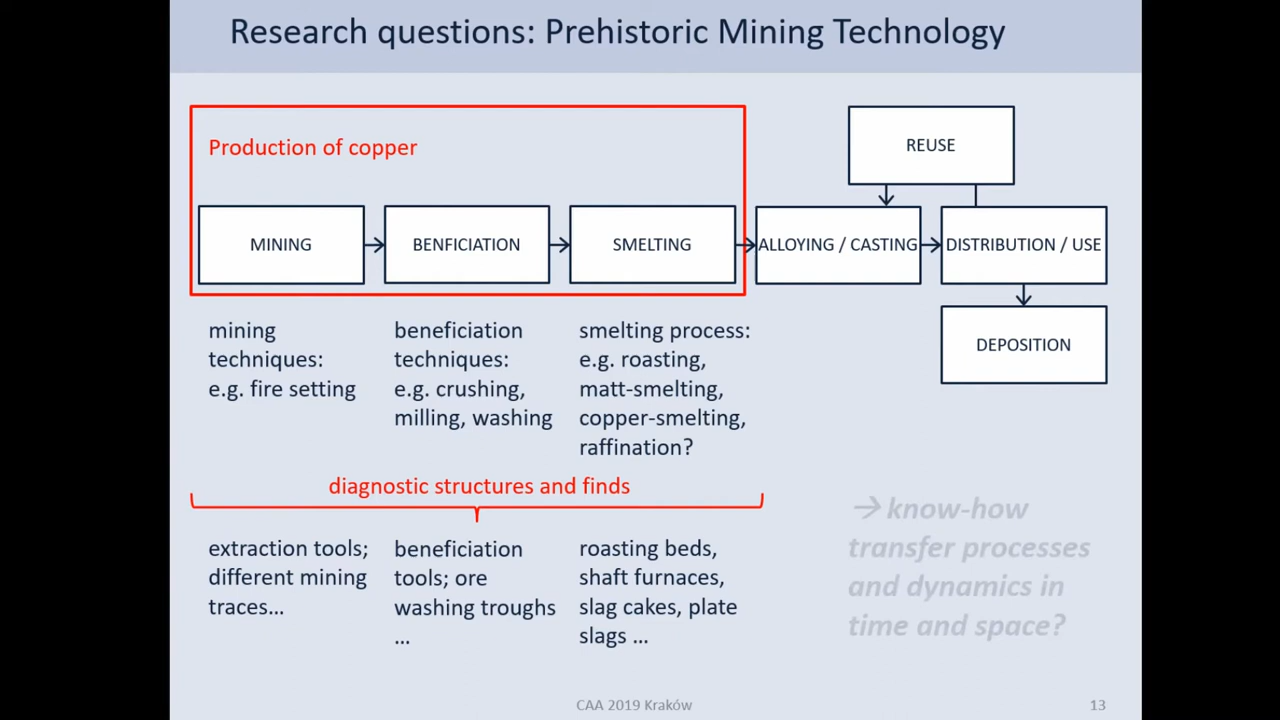 Research questions: Prehistoric Mining Technology
Production of copper
REUSE
MINING
BENFICIATION
SMELTING
ALLOYING / CASTING
DISTRIBUTION / USE
DEPOSITION
mining
techniques:
e.g. fire setting
beneficiation
techniques:
e.g. crushing,
milling, washing
smelting process:
e.g. roasting,
matt-smelting,
copper-smelting,
raffination?
diagnostic structures and finds
extraction tools;
different mining
traces…
beneficiation
tools; ore
washing troughs
…
roasting beds,
shaft furnaces,
slag cakes, plate
slags …
→ know-how
transfer processes
and dynamics in
time and space?
CAA 2019 Kraków
13